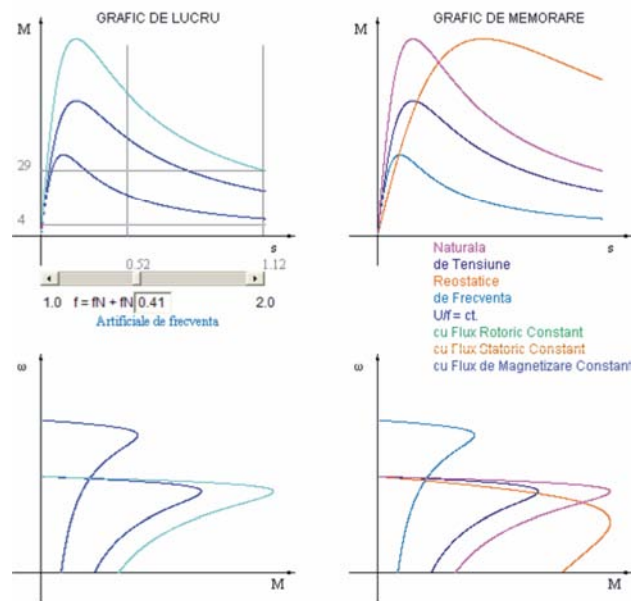 GRAFIC DE LUCRU
M
29
4
s
0.52
1.12
1.0 f = fN + fN 0.41 2.0
Artificiale de frecventa
ω
M
GRAFIC DE MEMORARE
M
s
Naturala
de Tensiune
Reostatice
de Frecventa
U/f = ct.
cu Flux Rotoric Constant
cu Flux Statoric Constant
cu Flux de Magnetizare Constant
ω
M